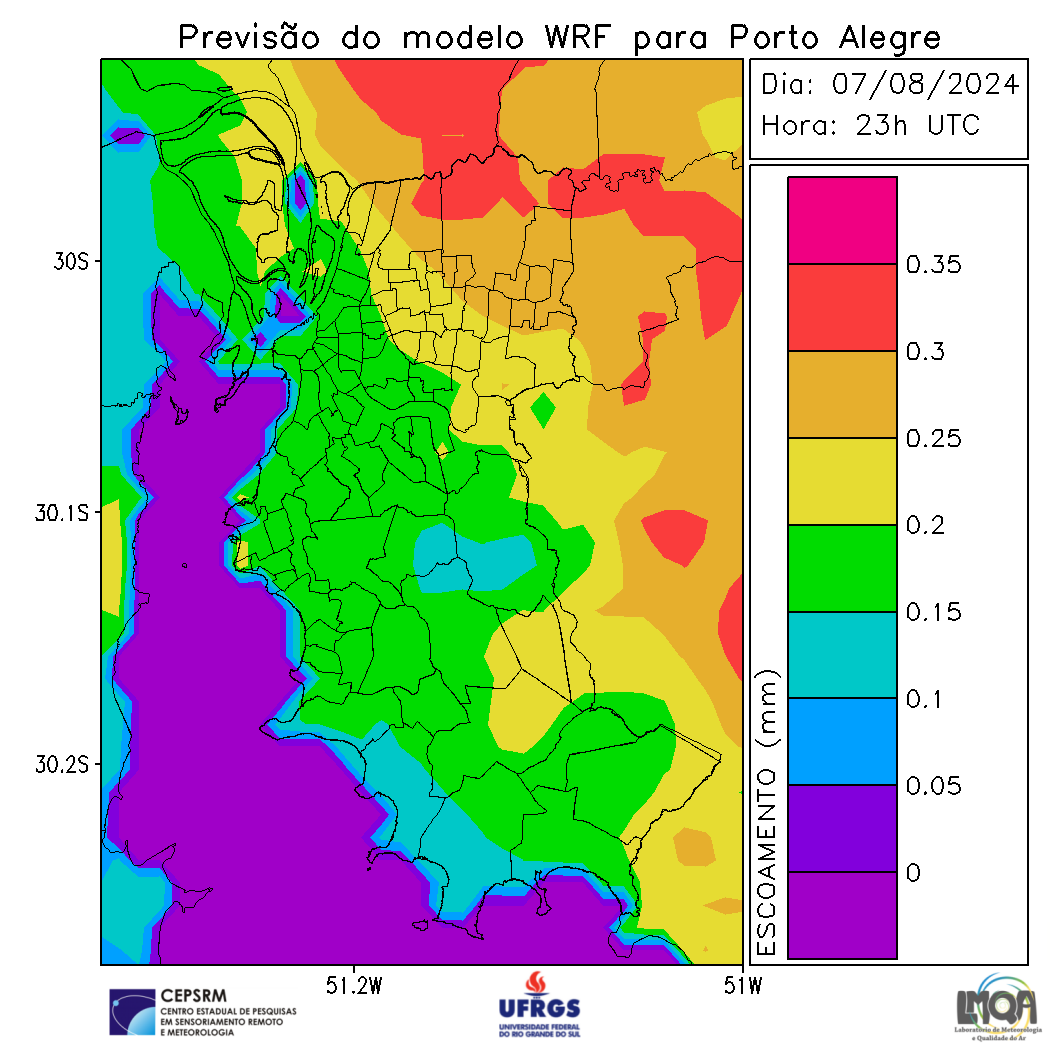 Previsão do modelo WRF para Porto Alegre
Dia: 07/08/2024
Hora: 23h UTC
30S
30.1S
30.2S
51.2W
51W
ESCOAMENTO (mm)
0.35
0.3
0.25
0.2
0.15
0.1
0.05
0
CEPSRM
CENTRO ESTADUAL DE PESQUISAS
EM SENSORIAMENTO REMOTO
E METEOROLOGIA
UFRGS
UNIVERSIDADE FEDERAL
DO RIO GRANDE DO SUL
LMQA
Laboratório de Meteorologia
e Qualidade do Ar